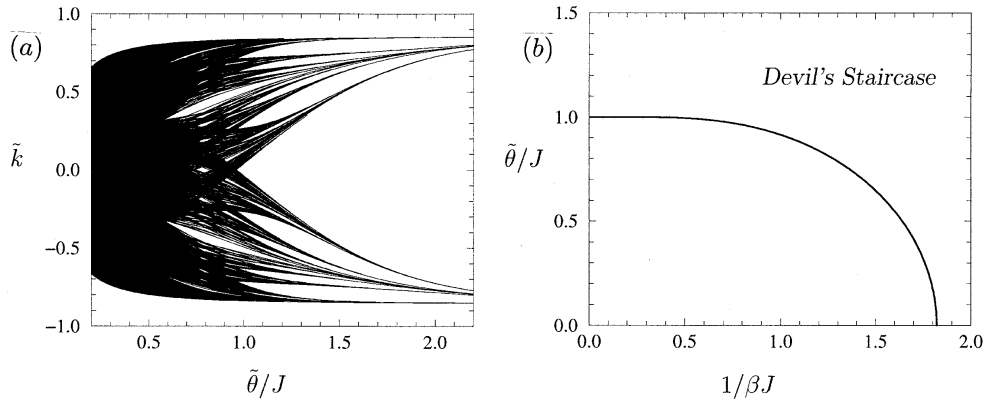 (a)
1.0
0.5
k̃
0.0
−0.5
−1.0
0.5 1.0 1.5 2.0
θ̃/J
(b)
1.5
Devil's Staircase
θ̃/J
1.0
0.5
0.0
0.0 0.5 1.0 1.5 2.0
1/βJ